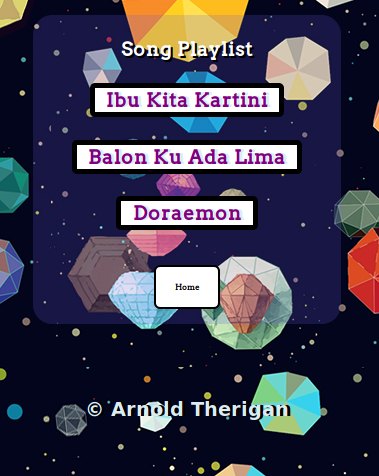 Song Playlist
Ibu Kita Kartini
Balon Ku Ada Lima
Doraemon
Home
© Arnold Therigan